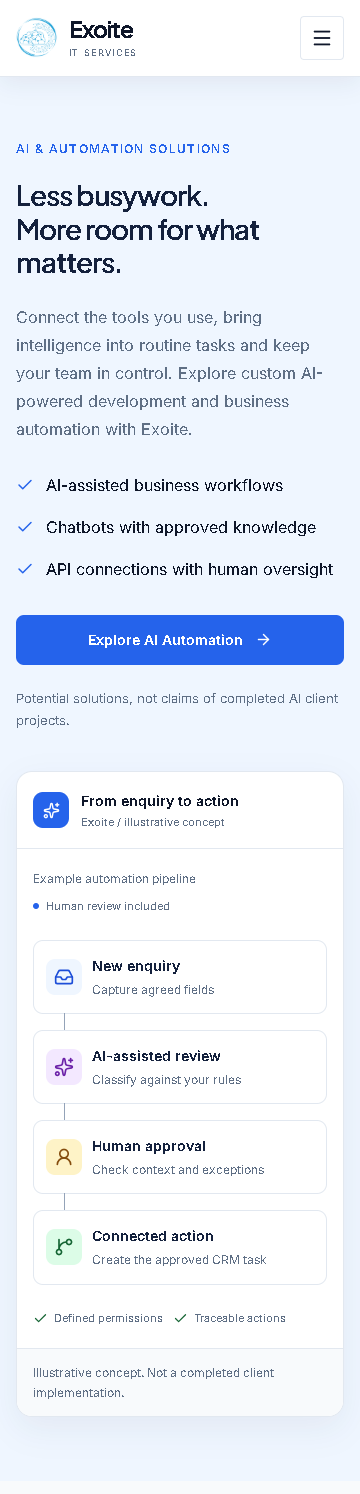 Exoite
IT SERVICES
AI & AUTOMATION SOLUTIONS
Less busywork.
More room for what
matters.
Connect the tools you use, bring
intelligence into routine tasks and keep
your team in control. Explore custom AI-
powered development and business
automation with Exoite.
AI-assisted business workflows
Chatbots with approved knowledge
API connections with human oversight
Explore AI Automation
Potential solutions, not claims of completed AI client
projects.
From enquiry to action
Exoite / illustrative concept
Example automation pipeline
Human review included
New enquiry
Capture agreed fields
AI-assisted review
Classify against your rules
Human approval
Check context and exceptions
Connected action
Create the approved CRM task
Defined permissions Traceable actions
Illustrative concept. Not a completed client
implementation.